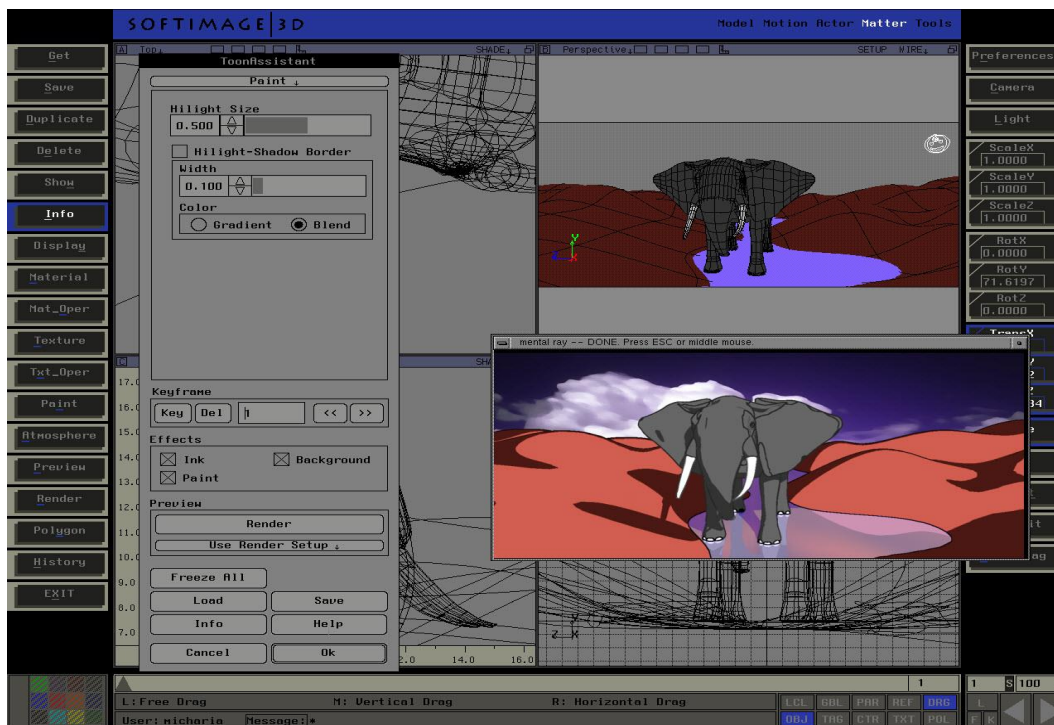 SOFTIMAGE|3D
Model Motion Actor Matter Tools
Get
Save
Duplicate
Delete
Show
Info
Display
Material
Mat_Oper
Texture
Txt_Oper
Paint
Atmosphere
Preview
Render
Polygon
History
EXIT
A Top
SHADE
B Perspective
SETUP WIRE
ToonAssistant
Paint
Hilight Size
0.500
Hilight-Shadow Border
Width
0.100
Color
Gradient Blend
Keyframe
Key Del 1 << >>
Effects
Ink Background
Paint
Preview
Render
Use Render Setup
Freeze All
Load Save
Info Help
Cancel Ok
C
17.0
16.0
15.0
14.0
13.0
12.0
11.0
10.0
9.0
8.0
7.0
14.0 16.0
Y
X
Z X
mental ray -- DONE. Press ESC or middle mouse.
Preferences
Camera
Light
ScaleX
1.0000
ScaleY
1.0000
ScaleZ
1.0000
RotX
0.0000
RotY
71.6197
RotZ
0.0000
TransX
1
1 S 100
L:Free Drag M: Vertical Drag R: Horizontal Drag
LCL GBL PAR REF DRG
L
User: micharia Message:*
OBJ TAG CTR TXT POL
F K